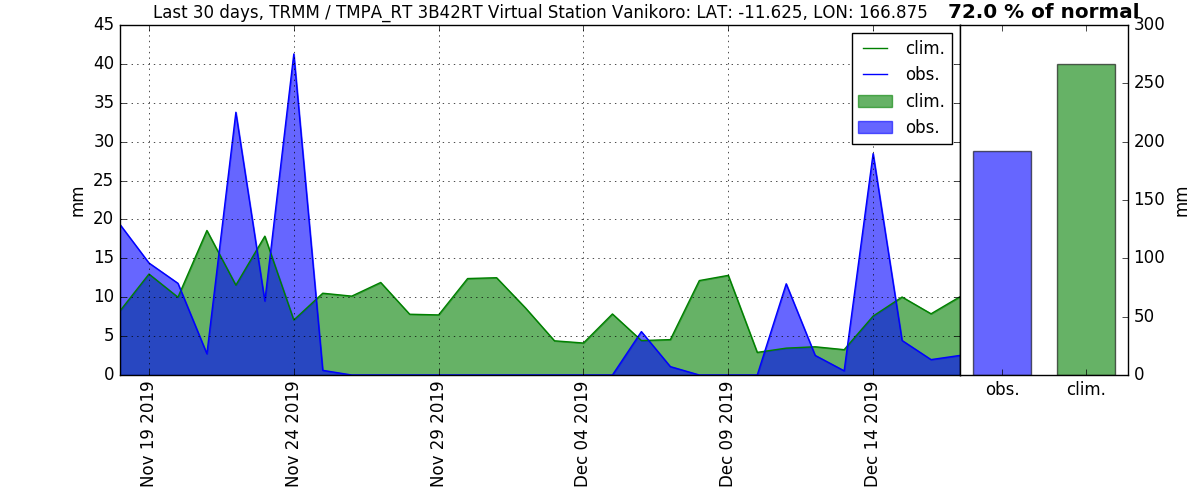 Last 30 days, TRMM / TMPA_RT 3B42RT Virtual Station Vanikoro: LAT: -11.625, LON: 166.875
72.0 % of normal
45
40
35
30
25
20
15
10
5
0
mm
clim.
obs.
clim.
obs.
Nov 19 2019
Nov 24 2019
Nov 29 2019
Dec 04 2019
Dec 09 2019
Dec 14 2019
300
250
200
150
100
50
0
mm
obs.
clim.